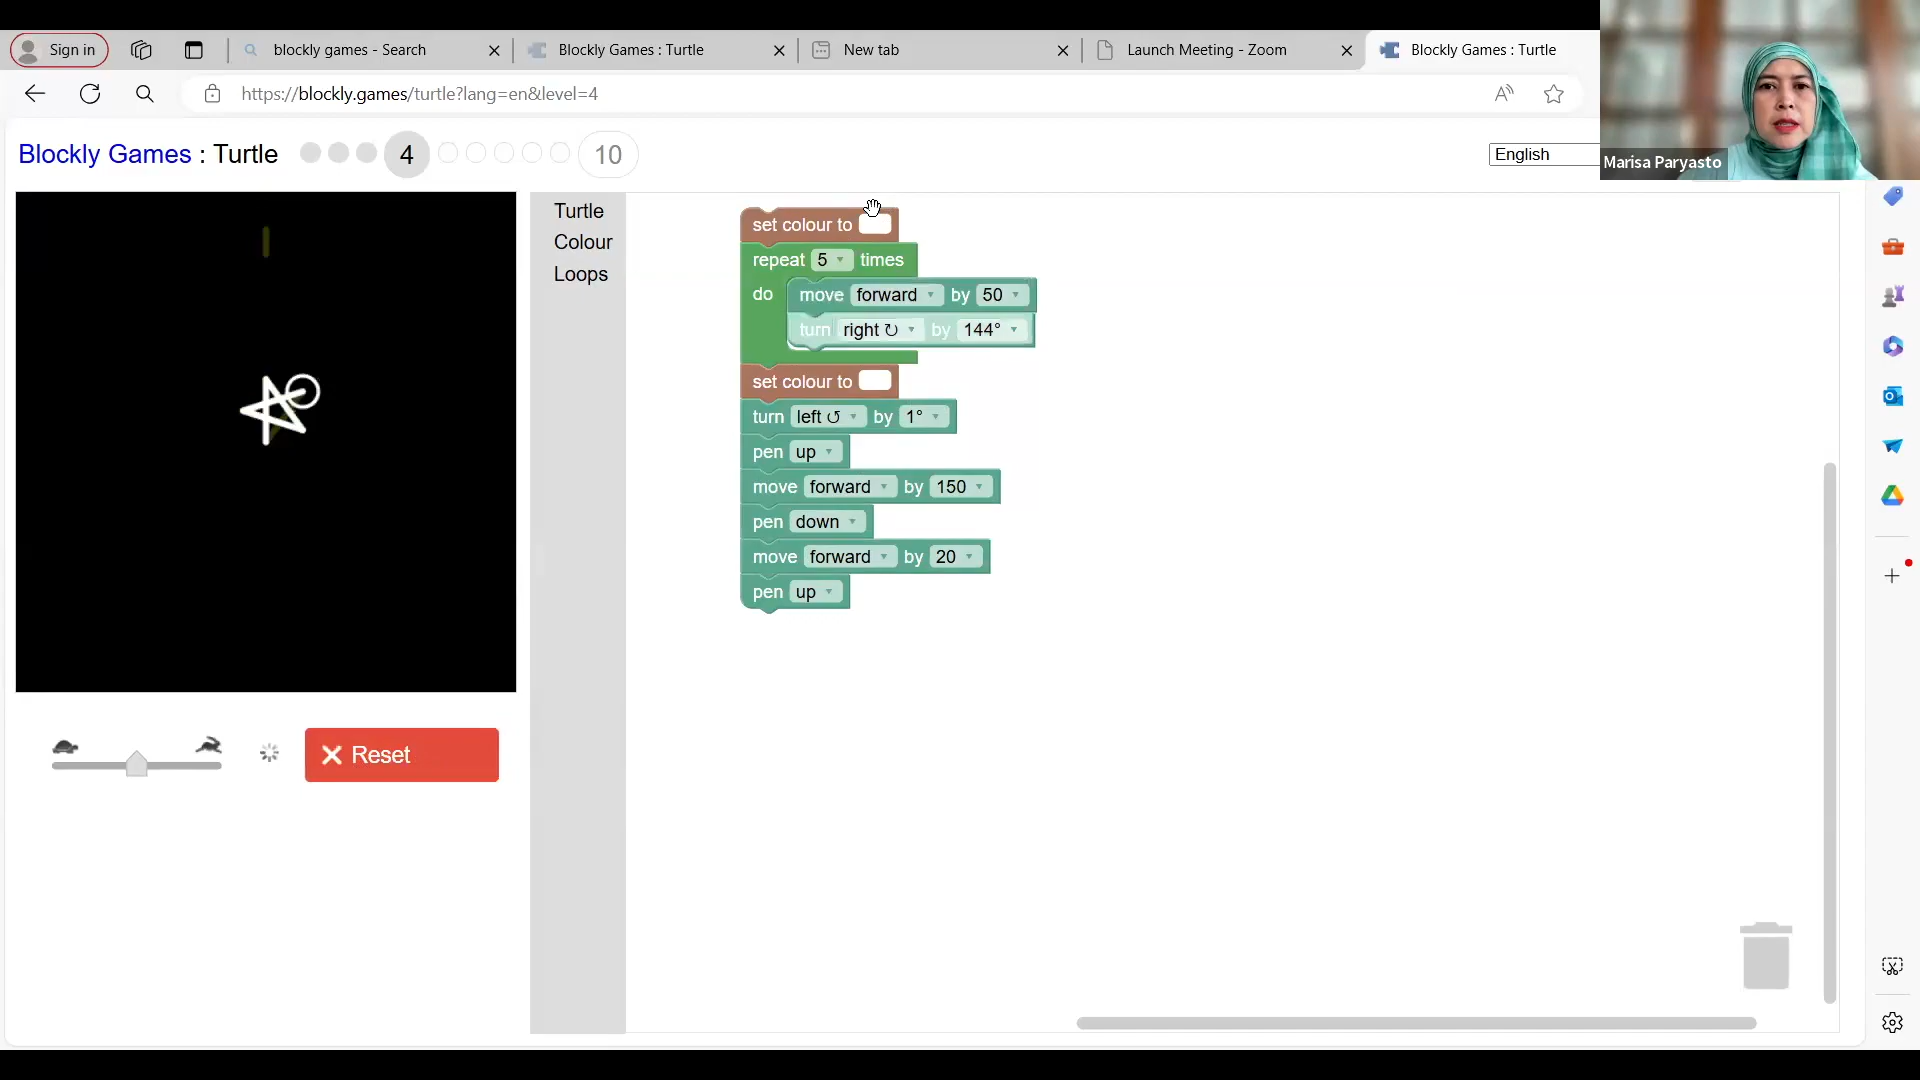 Sign in
blockly games - Search
Blockly Games : Turtle
New tab
Launch Meeting - Zoom
Blockly Games : Turtle
https://blockly.games/turtle?lang=en&level=4
Blockly Games : Turtle
4
10
English
Marisa Paryasto
Turtle
Colour
Loops
set colour to
repeat 5 times
do move forward by 50
turn right ↻ by 144°
set colour to
turn left ↺ by 1°
pen up
move forward by 150
pen down
move forward by 20
pen up
Reset